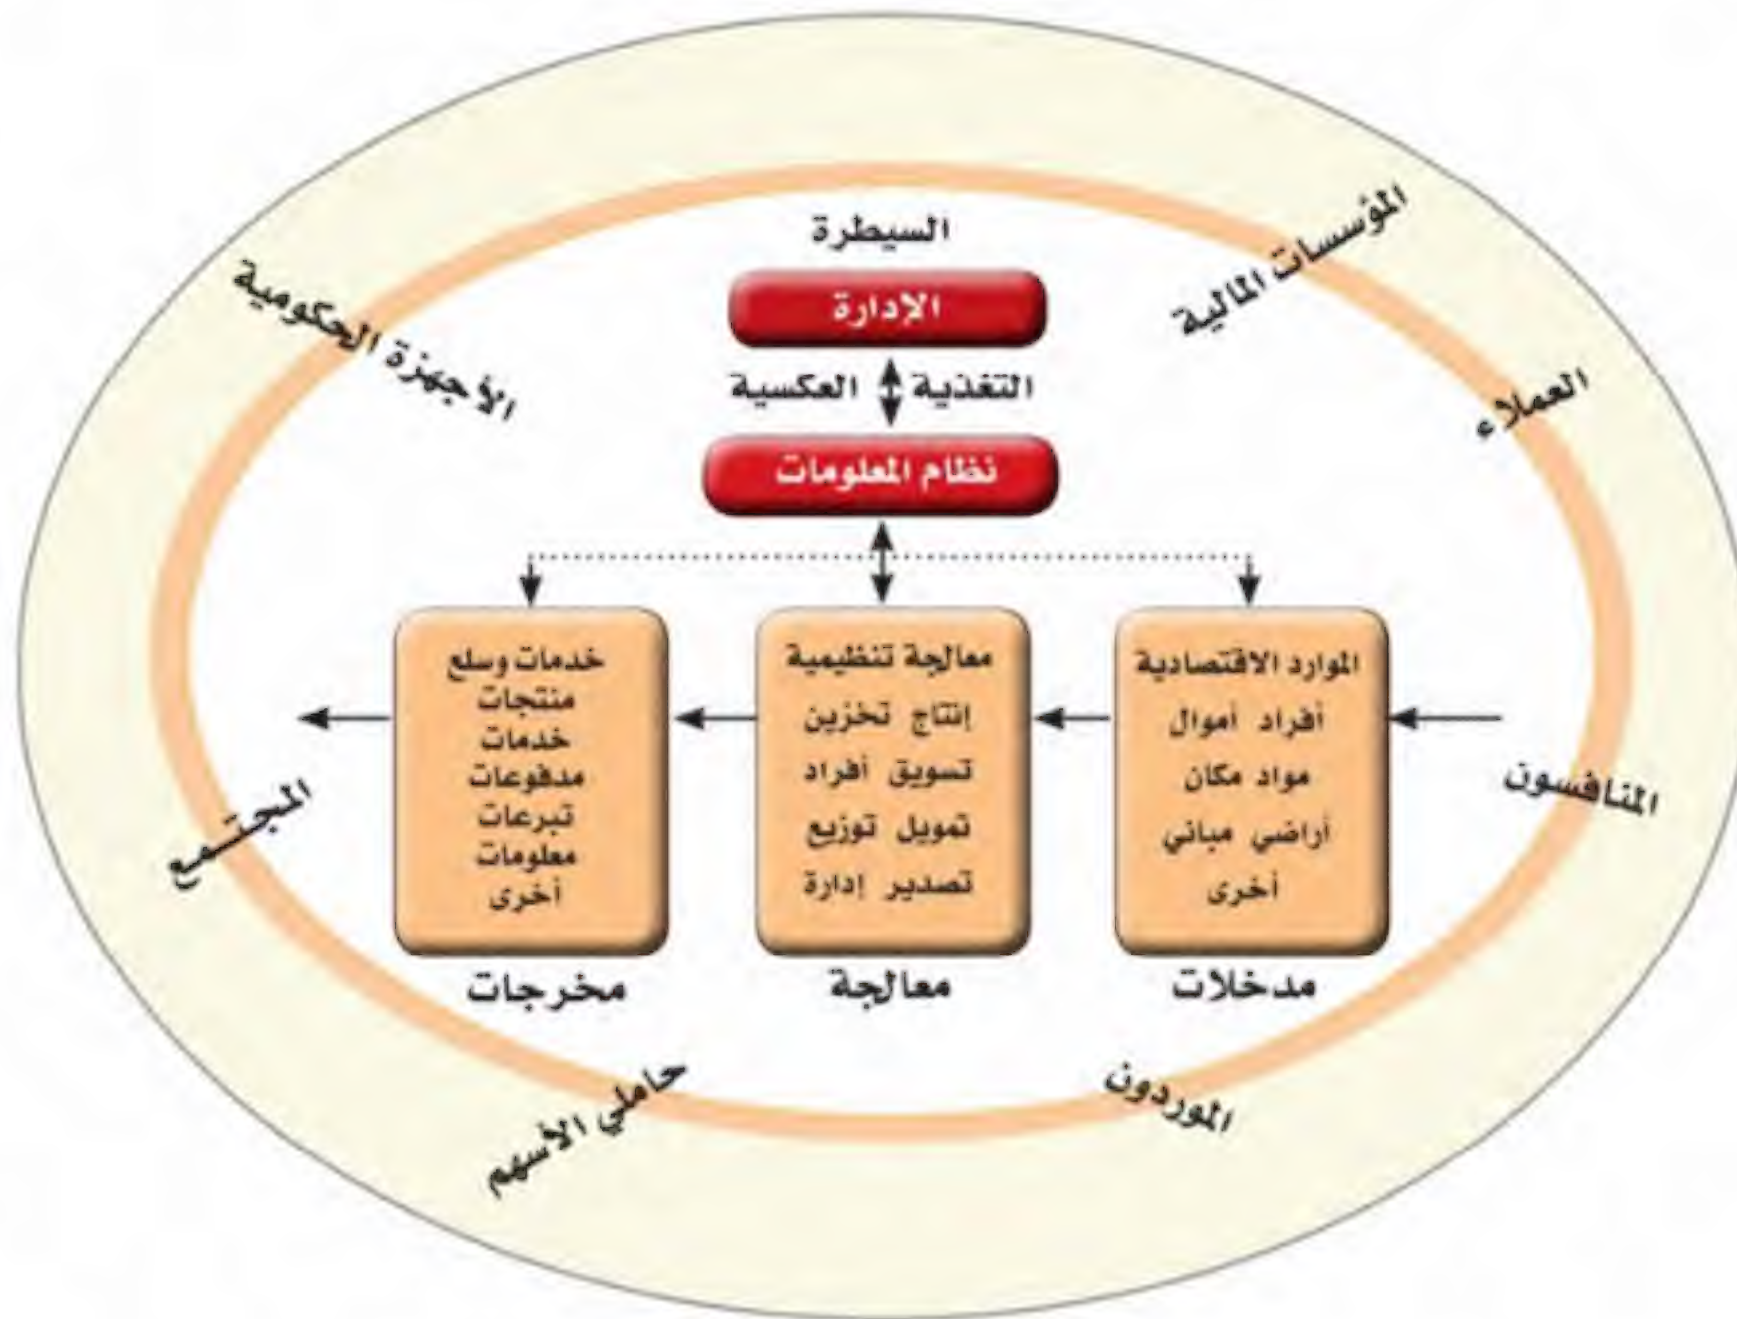 المؤسسات المالية
السيطرة
الأجهزة الحكومية
الإدارة
العملاء
التغذية العكسية
نظام المعلومات
الموارد الاقتصادية
أفراد أموال
مواد مكان
أراضي مباني
أخرى
مدخلات
معالجة تنظيمية
إنتاج تخزين
تسويق أفراد
تمويل توزيع
تصدير إدارة
معالجة
خدمات وسلع
منتجات
خدمات
مدفوعات
تبرعات
معلومات
أخرى
مخرجات
المنافسون
المجتمع
الموردون
حاملي الأسهم